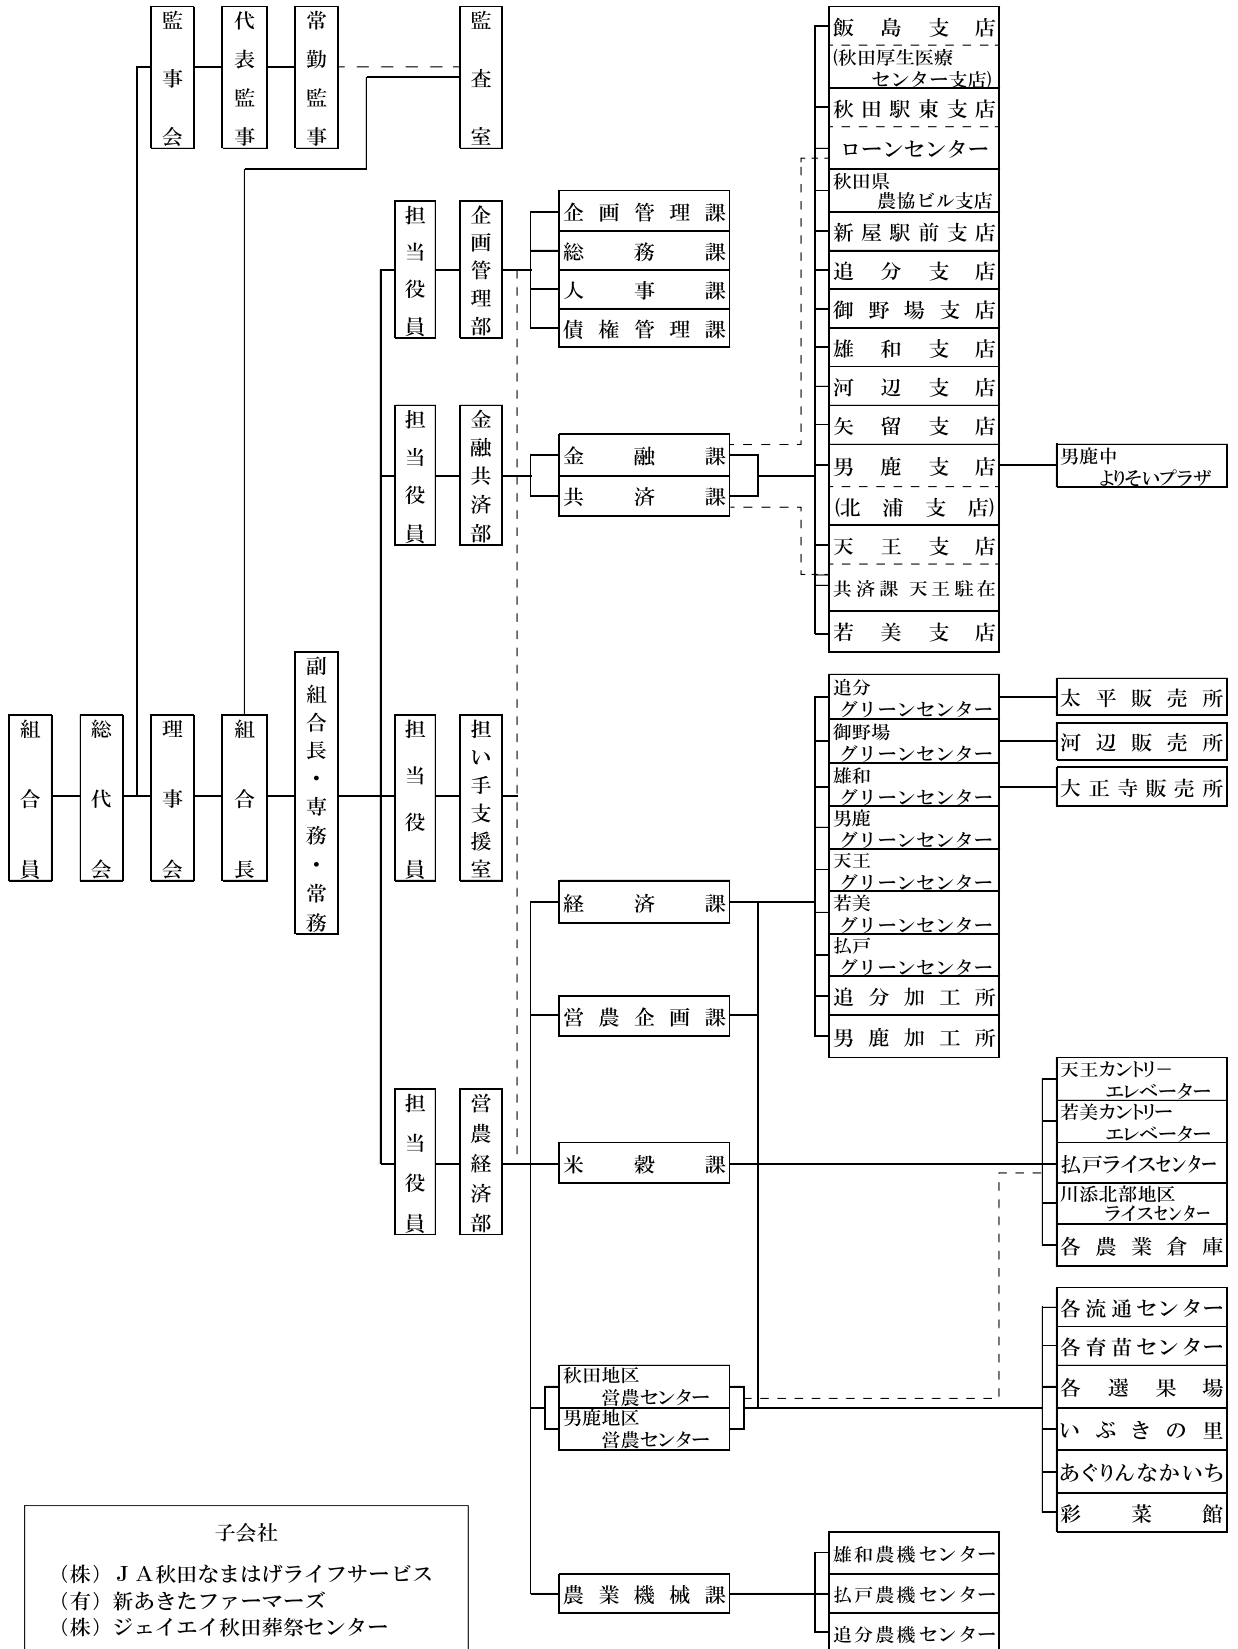 監事会
代表監事
常勤監事
監査室
組合員
総代会
理事会
組合長
副組合長・専務・常務
担当役員
企画管理部
企画管理課
総務課
人事課
債権管理課
担当役員
金融共済部
金融課
共済課
飯島支店
(秋田厚生医療
センター支店)
秋田駅東支店
ローンセンター
秋田県
農協ビル支店
新屋駅前支店
追分支店
御野場支店
雄和支店
河辺支店
矢留支店
男鹿支店
(北浦支店)
天王支店
共済課 天王駐在
若美支店
男鹿中
よりそいプラザ
担当役員
担い手支援室
担当役員
営農経済部
経済課
営農企画課
米穀課
秋田地区
営農センター
男鹿地区
営農センター
農業機械課
追分
グリーンセンター
御野場
グリーンセンター
雄和
グリーンセンター
男鹿
グリーンセンター
天王
グリーンセンター
若美
グリーンセンター
払戸
グリーンセンター
追分加工所
男鹿加工所
太平販売所
河辺販売所
大正寺販売所
天王カントリー
エレベーター
若美カントリー
エレベーター
払戸ライスセンター
川添北部地区
ライスセンター
各農業倉庫
各流通センター
各育苗センター
各選果場
いぶきの里
あぐりんなかいち
彩菜館
雄和農機センター
払戸農機センター
追分農機センター
子会社
（株）ＪＡ秋田なまはげライフサービス
（有）新あきたファーマーズ
（株）ジェイエイ秋田葬祭センター